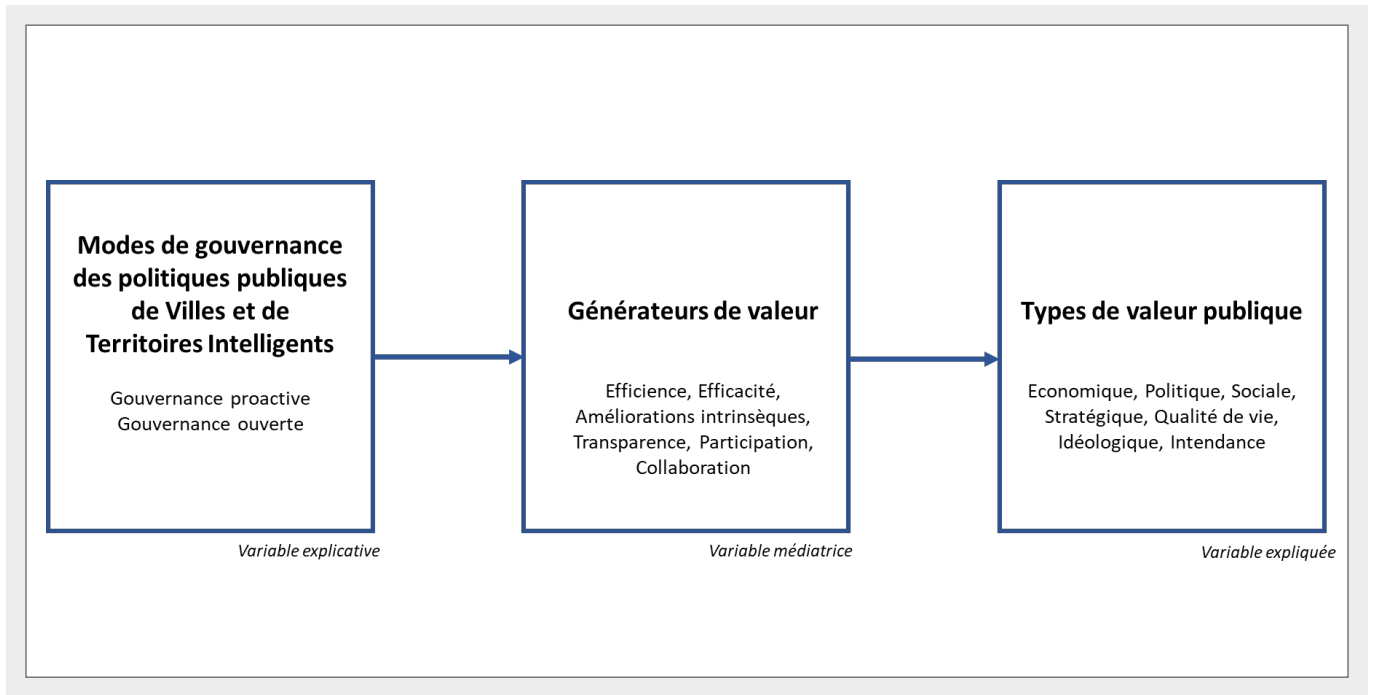 Modes de gouvernance
des politiques publiques
de Villes et de
Territoires Intelligents
Gouvernance proactive
Gouvernance ouverte
Variable explicative
Générateurs de valeur
Efficience, Efficacité,
Améliorations intrinsèques,
Transparence, Participation,
Collaboration
Variable médiatrice
Types de valeur publique
Economique, Politique, Sociale,
Stratégique, Qualité de vie,
Idéologique, Intendance
Variable expliquée